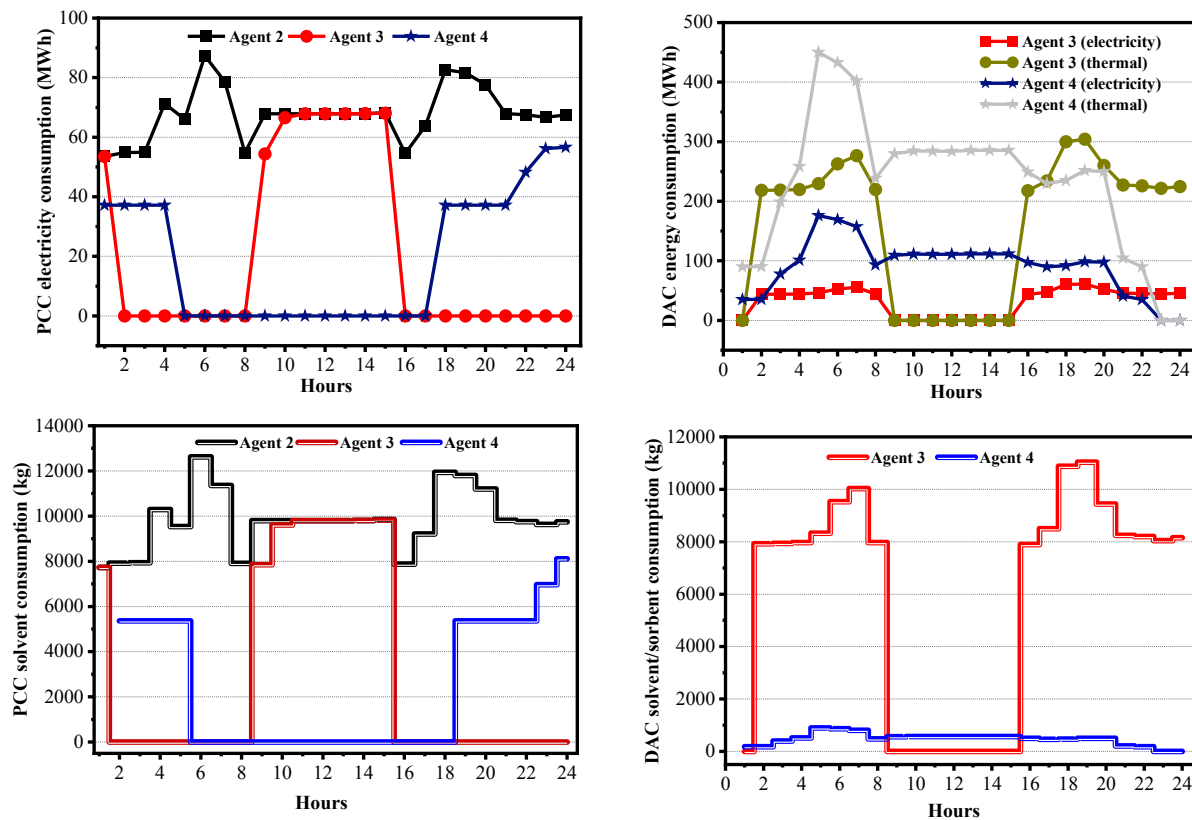 PCC electricity consumption (MWh)
100
80
60
40
20
0
Agent 2 Agent 3 Agent 4
2 4 6 8 10 12 14 16 18 20 22 24
Hours
DAC energy consumption (MWh)
500
450
400
350
300
250
200
150
100
50
0
-50
Agent 3 (electricity)
Agent 3 (thermal)
Agent 4 (electricity)
Agent 4 (thermal)
0 2 4 6 8 10 12 14 16 18 20 22 24
Hours
PCC solvent consumption (kg)
14000
12000
10000
8000
6000
4000
2000
0
Agent 2 Agent 3 Agent 4
2 4 6 8 10 12 14 16 18 20 22 24
Hours
DAC solvent/sorbent consumption (kg)
12000
10000
8000
6000
4000
2000
0
Agent 3 Agent 4
0 2 4 6 8 10 12 14 16 18 20 22 24
Hours